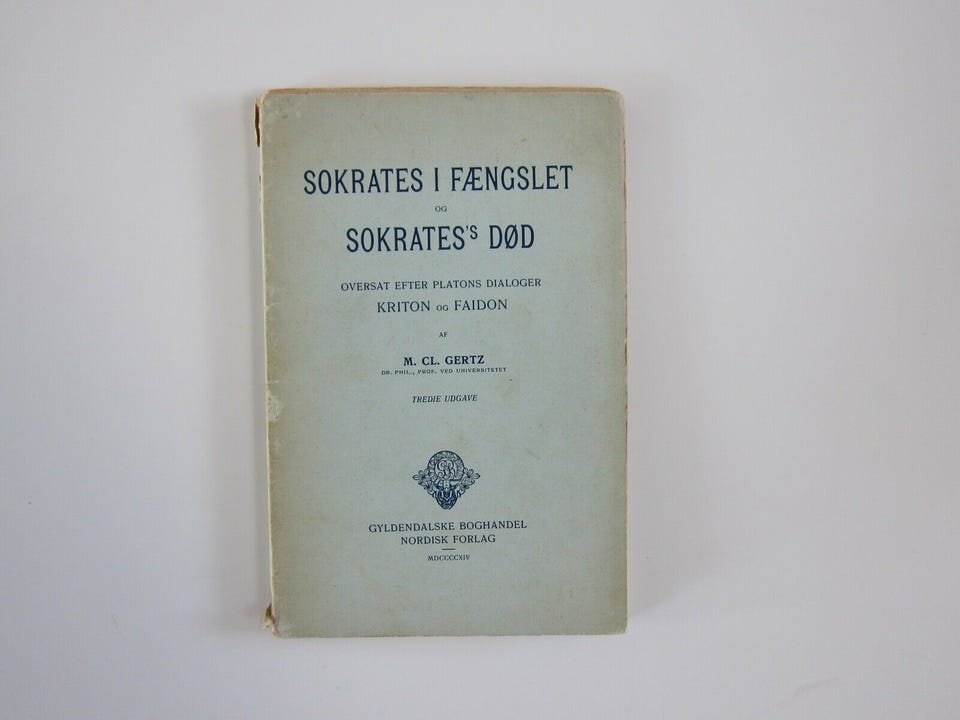 SOKRATES I FÆNGSLET
OG
SOKRATES'S DØD
OVERSAT EFTER PLATONS DIALOGER
KRITON OG FAIDON
AF
M. CL. GERTZ
DR. PHIL., PROF. VED UNIVERSITETET
TREDIE UDGAVE
GYLDENDALSKE BOGHANDEL
NORDISK FORLAG
MDCCCCXIV